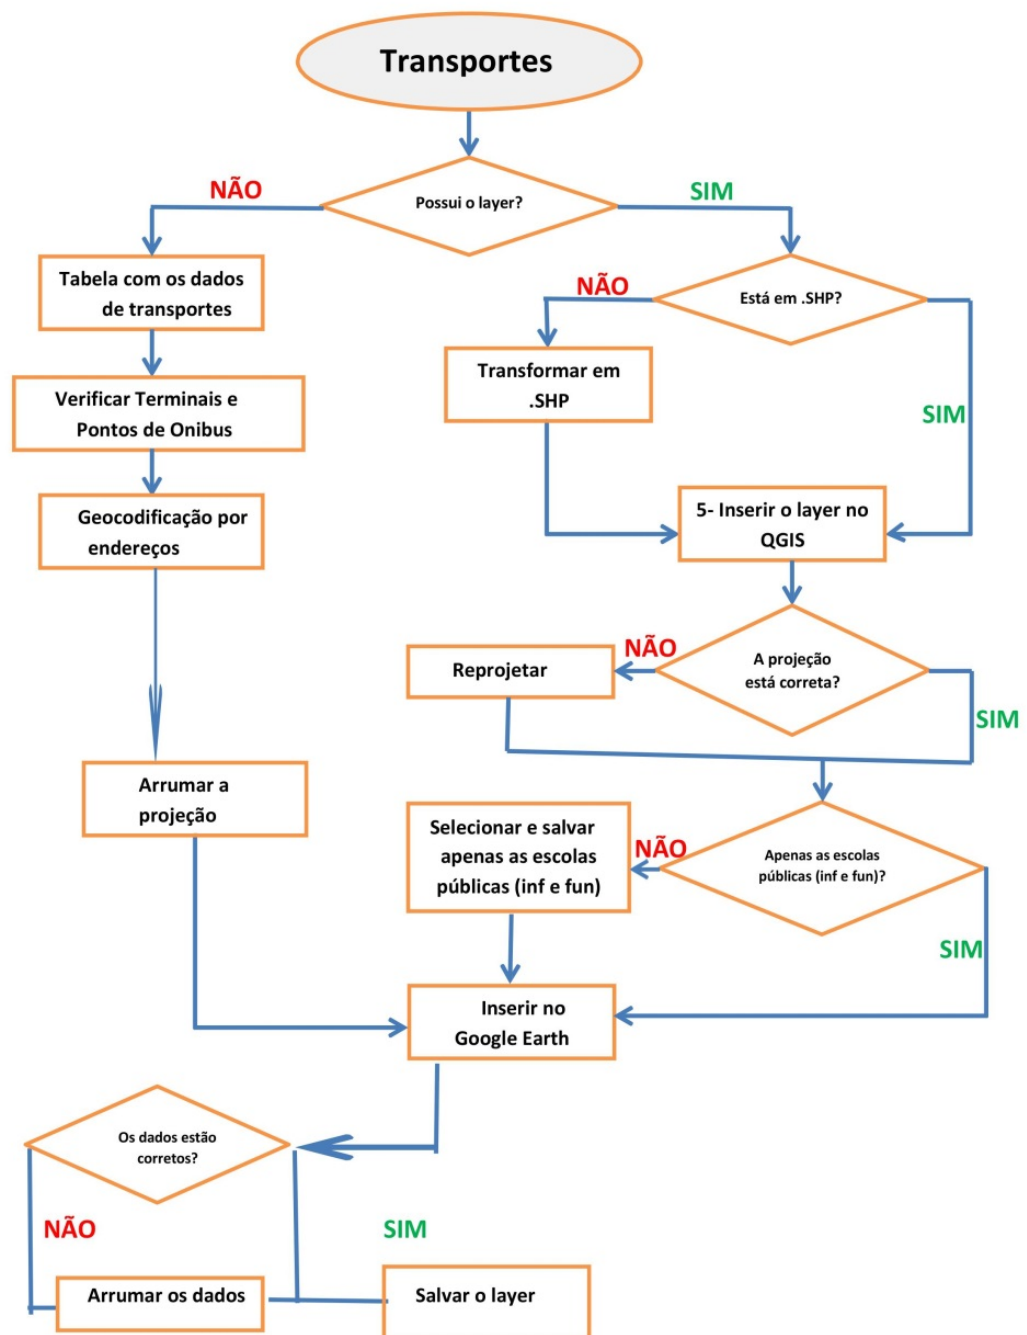 Transportes
Possui o layer?
NÃO
SIM
Tabela com os dados
de transportes
Está em .SHP?
NÃO
SIM
Transformar em
.SHP
Verificar Terminais e
Pontos de Onibus
Geocodificação por
endereços
5- Inserir o layer no
QGIS
A projeção
está correta?
NÃO
SIM
Reprojetar
Arrumar a
projeção
Selecionar e salvar
apenas as escolas
públicas (inf e fun)
NÃO
Apenas as escolas
públicas (inf e fun)?
SIM
Inserir no
Google Earth
Os dados estão
corretos?
NÃO
SIM
Arrumar os dados
Salvar o layer